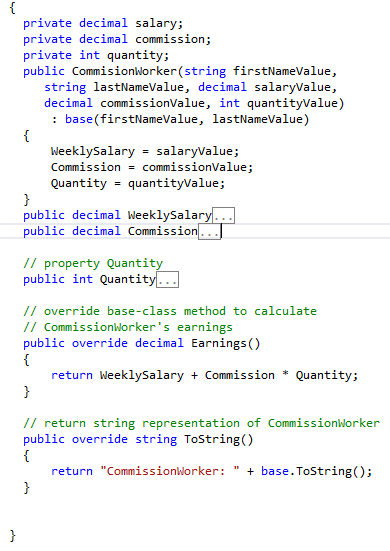 {
private decimal salary;
private decimal commission;
private int quantity;
public CommisionWorker(string firstNameValue,
string lastNameValue, decimal salaryValue,
decimal commissionValue, int quantityValue)
: base(firstNameValue, lastNameValue)
{
WeeklySalary = salaryValue;
Commission = commissionValue;
Quantity = quantityValue;
}
public decimal WeeklySalary...
public decimal Commission...
// property Quantity
public int Quantity...
// override base-class method to calculate
// CommissionWorker's earnings
public override decimal Earnings()
{
return WeeklySalary + Commission * Quantity;
}
// return string representation of CommissionWorker
public override string ToString()
{
return "CommissionWorker: " + base.ToString();
}
}